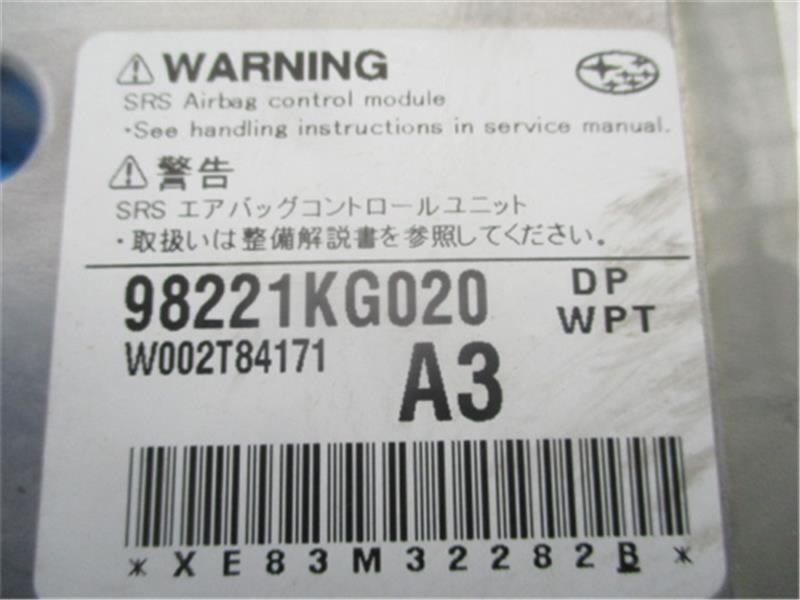 ⚠WARNING
SRS Airbag control module
・See handling instructions in service manual.
⚠警告
SRS エアバッグコントロールユニット
・取扱いは整備解説書を参照してください。
98221KG020 DP
WPT
W002T84171 A3
*XE83M32282B*